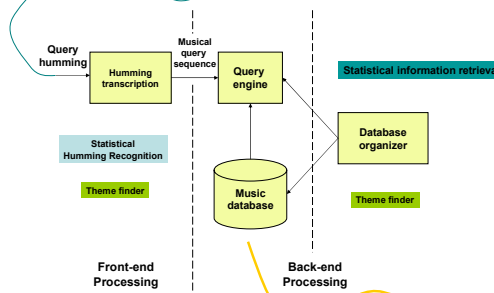 Query
humming
Humming
transcription
Musical
query
sequence
Query
engine
Statistical information retrieva
Statistical
Humming Recognition
Theme finder
Music
database
Database
organizer
Theme finder
Front-end
Processing
Back-end
Processing